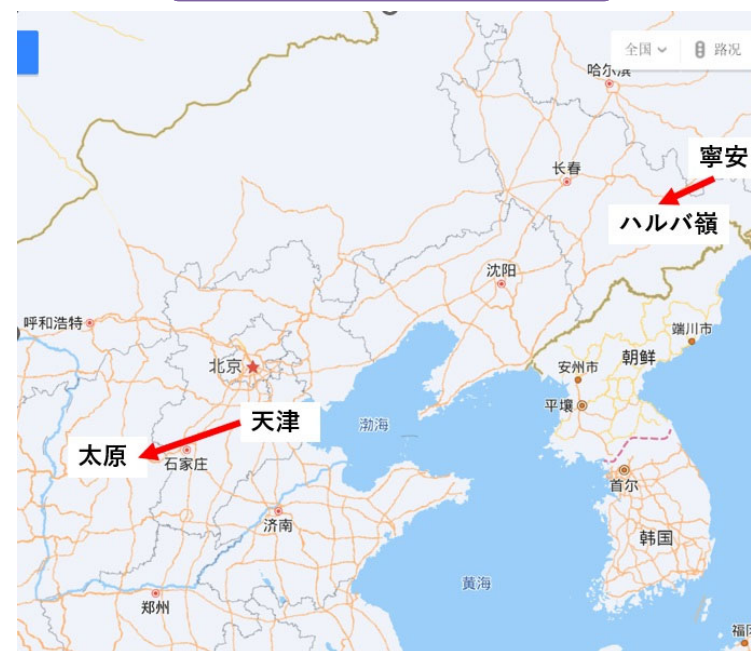 全国
路况
哈尔滨
寧安
长春
ハルバ嶺
沈阳
呼和浩特
端川市
北京
朝鲜
安州市
平壤
天津
渤海
太原
石家庄
首尔
济南
韩国
黄海
郑州